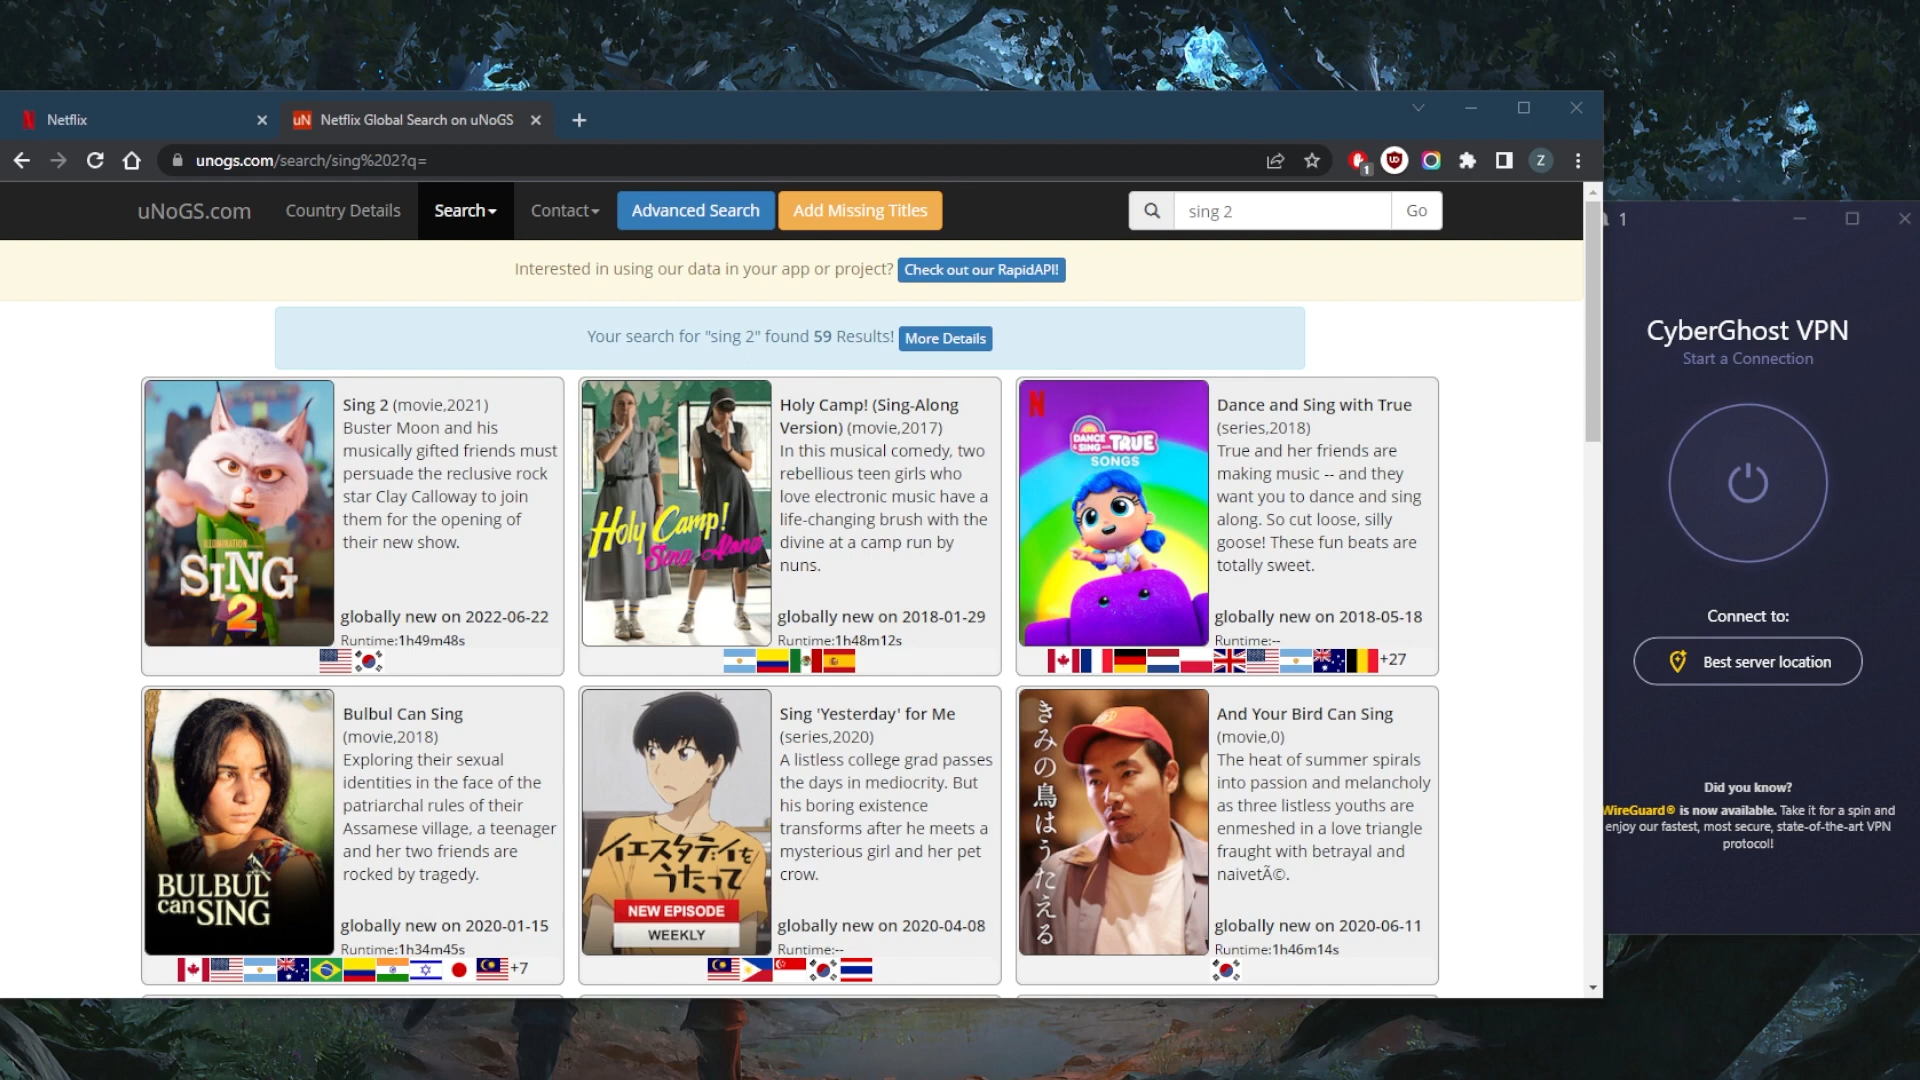 Netflix
uN Netflix Global Search on uNoGS
unogs.com/search/sing%202?q=
1
Z
uNoGS.com Country Details Search Contact Advanced Search Add Missing Titles sing 2 Go
Interested in using our data in your app or project? Check out our RapidAPI!
Your search for "sing 2" found 59 Results! More Details
ILLUMINATION
SING
2
Sing 2 (movie,2021)
Buster Moon and his
musically gifted friends must
persuade the reclusive rock
star Clay Calloway to join
them for the opening of
their new show.
globally new on 2022-06-22
Runtime:1h49m48s
Holy Camp!
Sing Along
Holy Camp! (Sing-Along
Version) (movie,2017)
In this musical comedy, two
rebellious teen girls who
love electronic music have a
life-changing brush with the
divine at a camp run by
nuns.
globally new on 2018-01-29
Runtime:1h48m12s
N
DANCE
& SING WITH TRUE
SONGS
Dance and Sing with True
(series,2018)
True and her friends are
making music -- and they
want you to dance and sing
along. So cut loose, silly
goose! These fun beats are
totally sweet.
globally new on 2018-05-18
Runtime:--
+27
BULBUL
can SING
Bulbul Can Sing
(movie,2018)
Exploring their sexual
identities in the face of the
patriarchal rules of their
Assamese village, a teenager
and her two friends are
rocked by tragedy.
globally new on 2020-01-15
Runtime:1h34m45s
+7
イエスタデイを
うたって
NEW EPISODE
WEEKLY
Sing 'Yesterday' for Me
(series,2020)
A listless college grad passes
the days in mediocrity. But
his boring existence
transforms after he meets a
mysterious girl and her pet
crow.
globally new on 2020-04-08
Runtime:--
きみの鳥はうたえる
And Your Bird Can Sing
(movie,0)
The heat of summer spirals
into passion and melancholy
as three listless youths are
enmeshed in a love triangle
fraught with betrayal and
naivetÃ©.
globally new on 2020-06-11
Runtime:1h46m14s
1
CyberGhost VPN
Start a Connection
Connect to:
Best server location
Did you know?
WireGuard® is now available. Take it for a spin and
enjoy our fastest, most secure, state-of-the-art VPN
protocol!